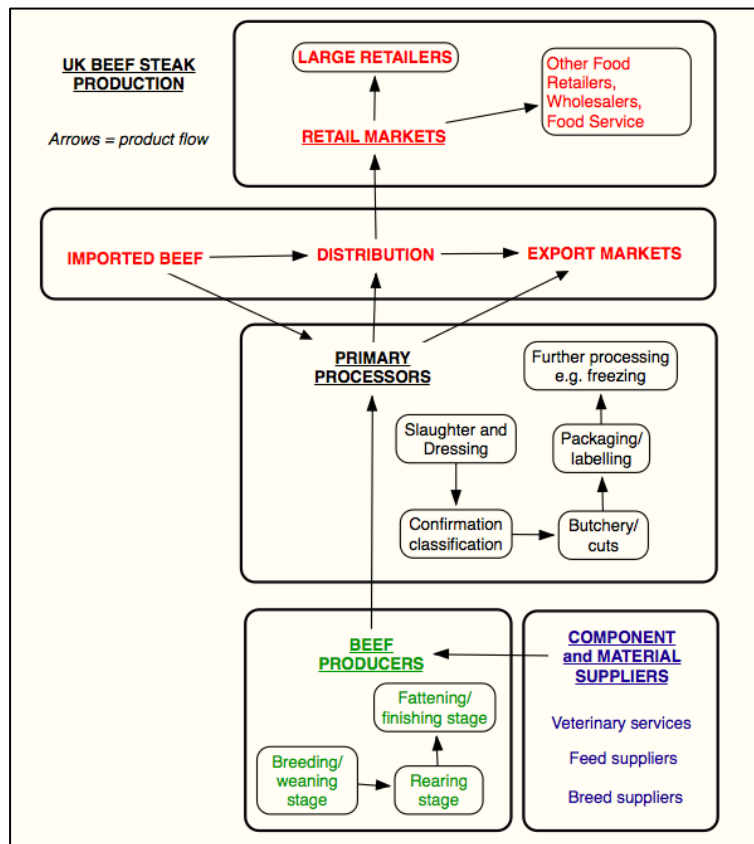 UK BEEF STEAK
PRODUCTION
Arrows = product flow
LARGE RETAILERS
Other Food
Retailers,
Wholesalers,
Food Service
RETAIL MARKETS
IMPORTED BEEF
DISTRIBUTION
EXPORT MARKETS
PRIMARY
PROCESSORS
Further processing
e.g. freezing
Slaughter and
Dressing
Packaging/
labelling
Confirmation
classification
Butchery/
cuts
BEEF
PRODUCERS
Fattening/
finishing stage
Breeding/
weaning
stage
Rearing
stage
COMPONENT
and MATERIAL
SUPPLIERS
Veterinary services
Feed suppliers
Breed suppliers